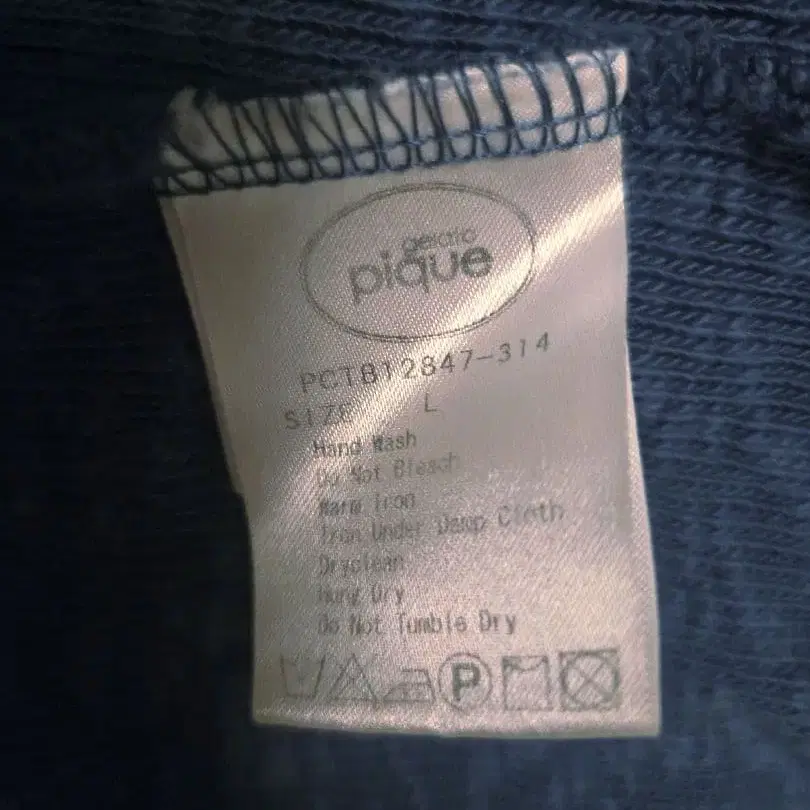 gelato
pique
PCTB12847-314
SIZE L
Hand Wash
Do Not Bleach
Warm Iron
Iron Under Damp Cloth
Dryclean
Hung Dry
Do Not Tumble Dry
P